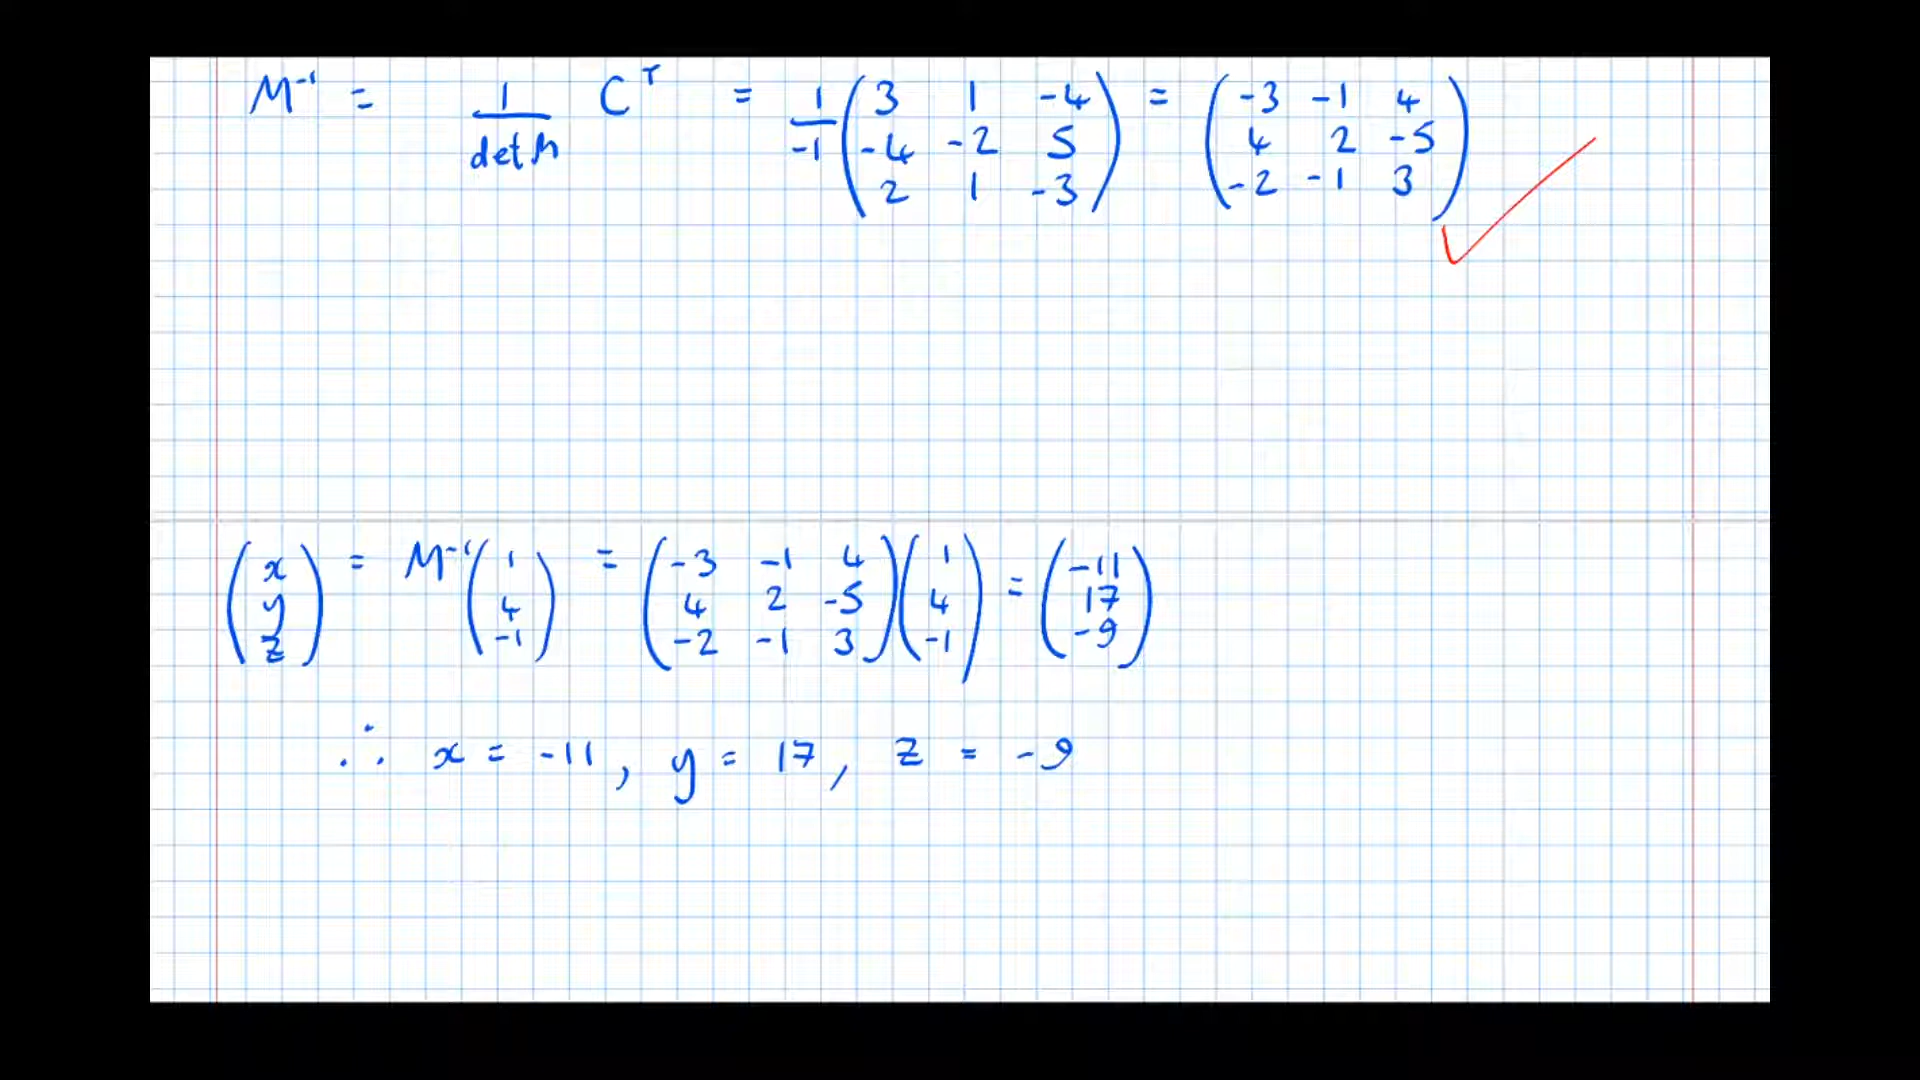 M⁻¹ = 1/det M Cᵀ = 1/-1 (3 1 -4; -4 -2 5; 2 1 -3) = (-3 -1 4; 4 2 -5; -2 -1 3)
(x; y; z) = M⁻¹ (1; 4; -1) = (-3 -1 4; 4 2 -5; -2 -1 3)(1; 4; -1) = (-11; 17; -9)
∴ x = -11, y = 17, z = -9